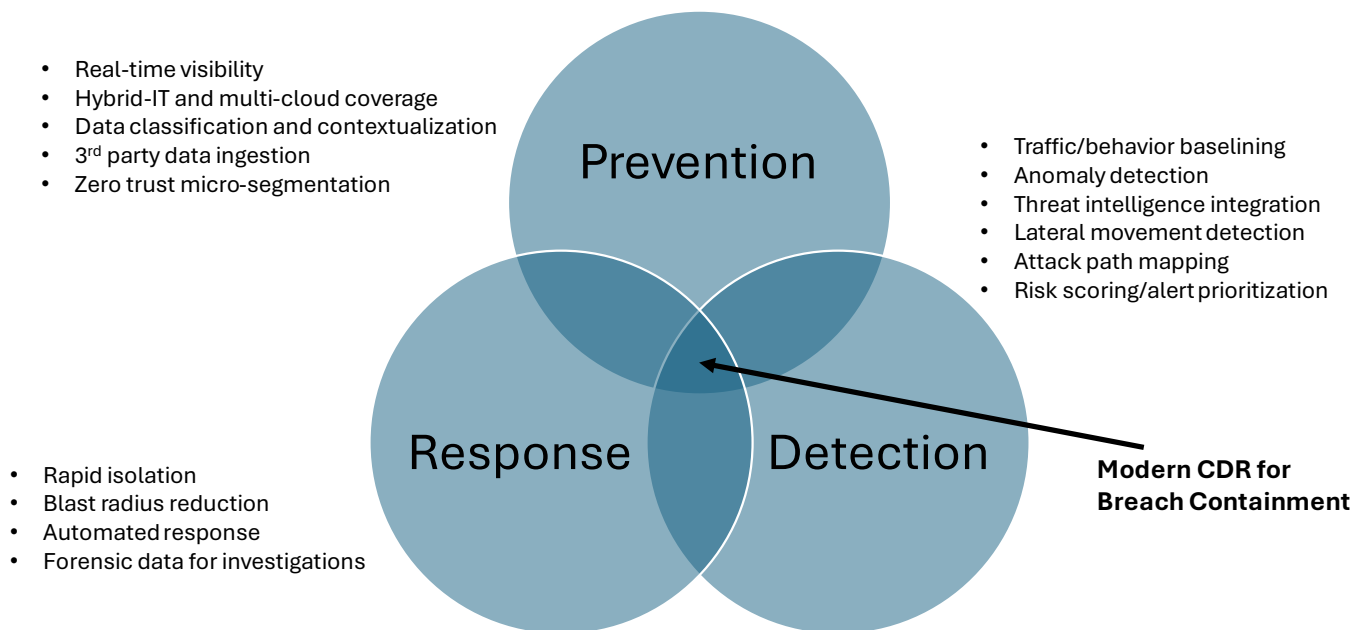 • Real-time visibility
• Hybrid-IT and multi-cloud coverage
• Data classification and contextualization
• 3rd party data ingestion
• Zero trust micro-segmentation
Prevention
• Traffic/behavior baselining
• Anomaly detection
• Threat intelligence integration
• Lateral movement detection
• Attack path mapping
• Risk scoring/alert prioritization
Response
Detection
• Rapid isolation
• Blast radius reduction
• Automated response
• Forensic data for investigations
Modern CDR for
Breach Containment